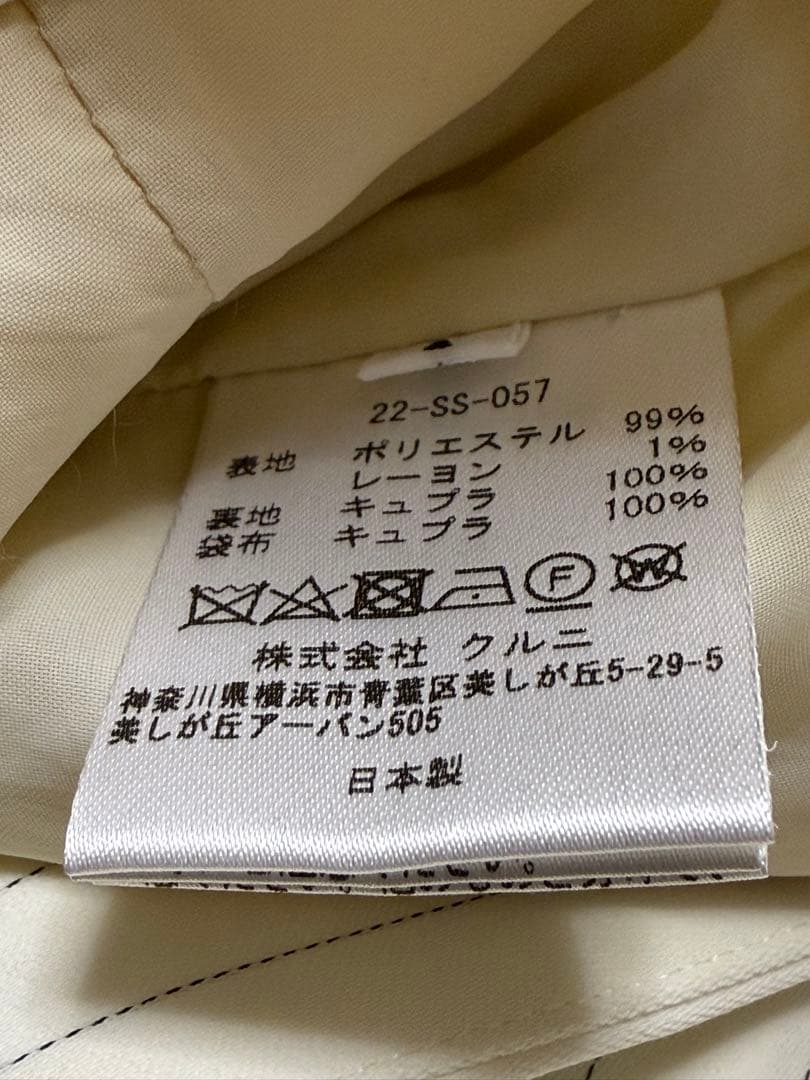 22-SS-057
表地 ポリエステル 99%
レーヨン 1%
裏地 キュプラ 100%
袋布 キュプラ 100%
F W
株式会社 クルニ
神奈川県横浜市青葉区美しが丘5-29-5
美しが丘アーバン505
日本製